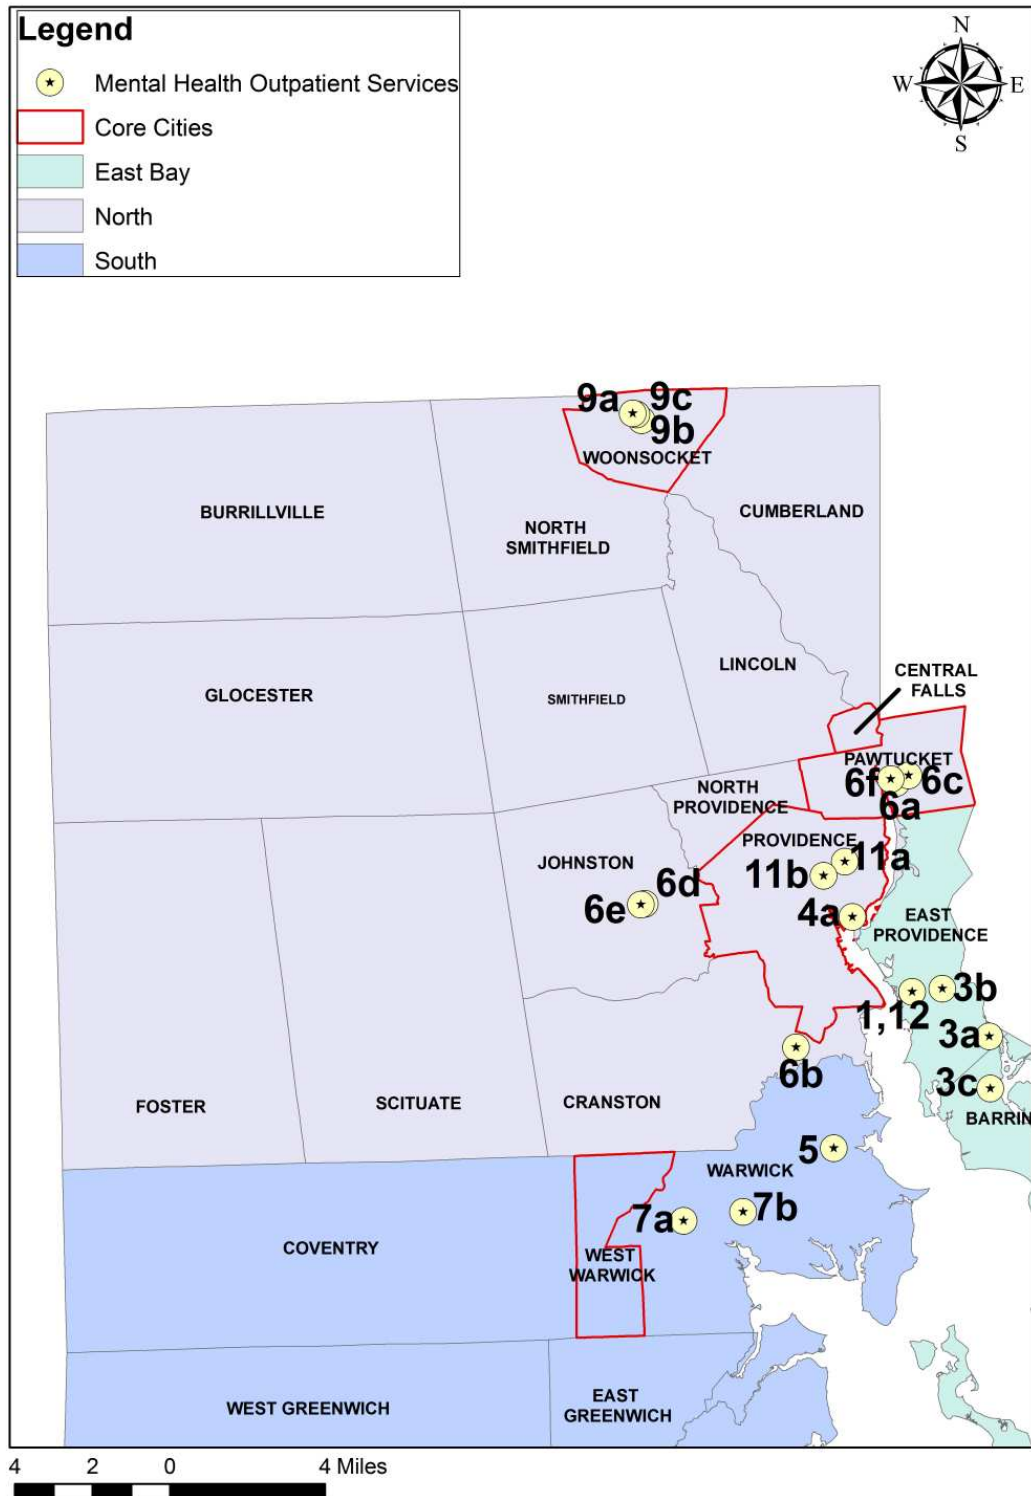 Legend
Mental Health Outpatient Services
Core Cities
East Bay
North
South
N
W
E
S
9a
9c
9b
WOONSOCKET
BURRILLVILLE
CUMBERLAND
NORTH
SMITHFIELD
LINCOLN
CENTRAL
FALLS
GLOCESTER
SMITHFIELD
PAWTUCKET
6f
6c
6a
NORTH
PROVIDENCE
PROVIDENCE
11a
11b
JOHNSTON
6d
6e
4a
EAST
PROVIDENCE
3b
1,12
3a
6b
3c
FOSTER
SCITUATE
CRANSTON
BARRIN
5
WARWICK
7a
7b
COVENTRY
WEST
WARWICK
WEST GREENWICH
EAST
GREENWICH
4 2 0 4 Miles